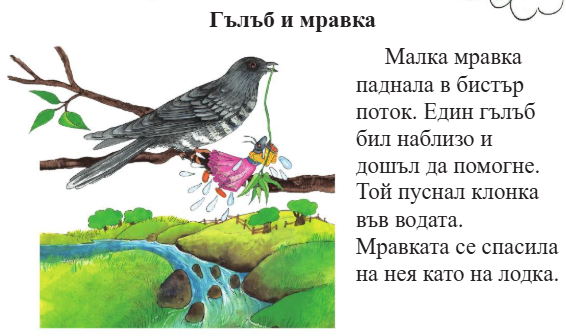 Гълъб и мравка
Малка мравка
паднала в бистър
поток. Един гълъб
бил наблизо и
дошъл да помогне.
Той пуснал клонка
във водата.
Мравката се спасила
на нея като на лодка.